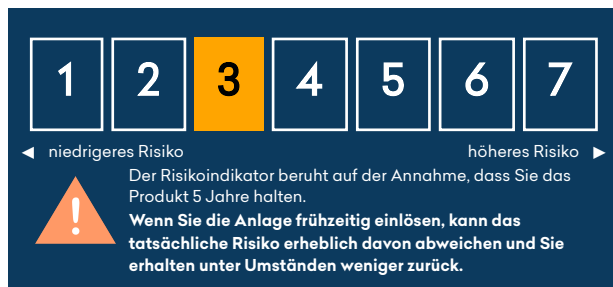 1 2 3 4 5 6 7
◄ niedrigeres Risiko höheres Risiko ►
Der Risikoindikator beruht auf der Annahme, dass Sie das
Produkt 5 Jahre halten.
Wenn Sie die Anlage frühzeitig einlösen, kann das
tatsächliche Risiko erheblich davon abweichen und Sie
erhalten unter Umständen weniger zurück.